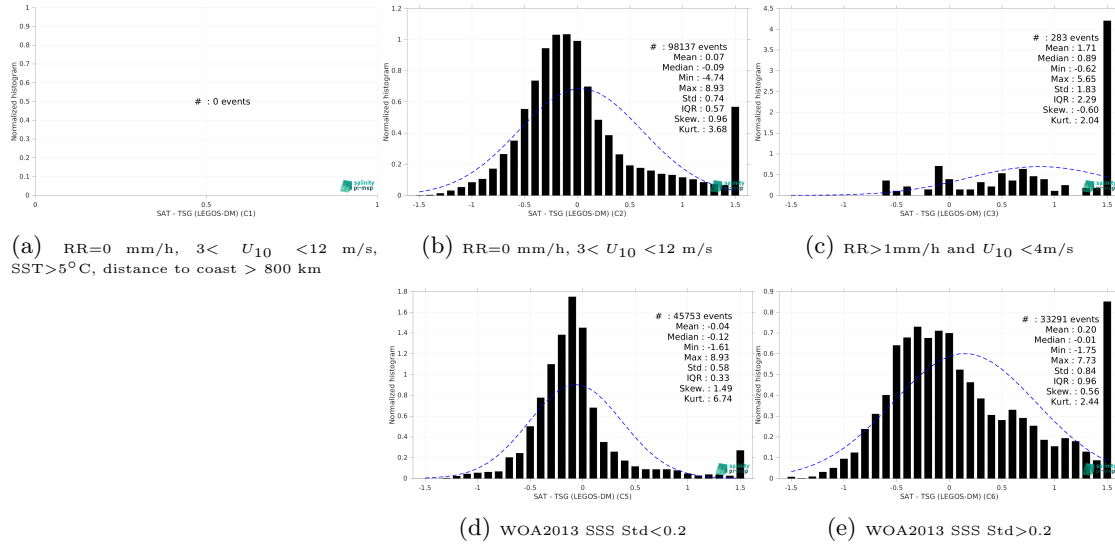 1
0.9
0.8
0.7
0.6
0.5
0.4
0.3
0.2
0.1
0
Normalized histogram
# : 0 events
0
0.5
1
SAT - TSG (LEGOS-DM) (C1)
salinity
pi-mep
(a) RR=0 mm/h, 3< U10 <12 m/s,
SST>5°C, distance to coast > 800 km
1.2
1
0.8
0.6
0.4
0.2
0
Normalized histogram
# : 98137 events
Mean : 0.07
Median : -0.09
Min : -4.74
Max : 8.93
Std : 0.74
IQR : 0.57
Skew. : 0.96
Kurt. : 3.68
-1.5
-1
-0.5
0
0.5
1
1.5
SAT - TSG (LEGOS-DM) (C2)
salinity
pi-mep
(b) RR=0 mm/h, 3< U10 <12 m/s
4.5
4
3.5
3
2.5
2
1.5
1
0.5
0
Normalized histogram
# : 283 events
Mean : 1.71
Median : 0.89
Min : -0.62
Max : 5.65
Std : 1.83
IQR : 2.29
Skew. : -0.60
Kurt. : 2.04
-1.5
-1
-0.5
0
0.5
1
1.5
SAT - TSG (LEGOS-DM) (C3)
salinity
pi-mep
(c) RR>1mm/h and U10 <4m/s
1.8
1.6
1.4
1.2
1
0.8
0.6
0.4
0.2
0
Normalized histogram
# : 45753 events
Mean : -0.04
Median : -0.12
Min : -1.61
Max : 8.93
Std : 0.58
IQR : 0.33
Skew. : 1.49
Kurt. : 6.74
-1.5
-1
-0.5
0
0.5
1
1.5
SAT - TSG (LEGOS-DM) (C5)
salinity
pi-mep
(d) WOA2013 SSS Std<0.2
0.9
0.8
0.7
0.6
0.5
0.4
0.3
0.2
0.1
0
Normalized histogram
# : 33291 events
Mean : 0.20
Median : -0.01
Min : -1.75
Max : 7.73
Std : 0.84
IQR : 0.96
Skew. : 0.56
Kurt. : 2.44
-1.5
-1
-0.5
0
0.5
1
1.5
SAT - TSG (LEGOS-DM) (C6)
salinity
pi-mep
(e) WOA2013 SSS Std>0.2